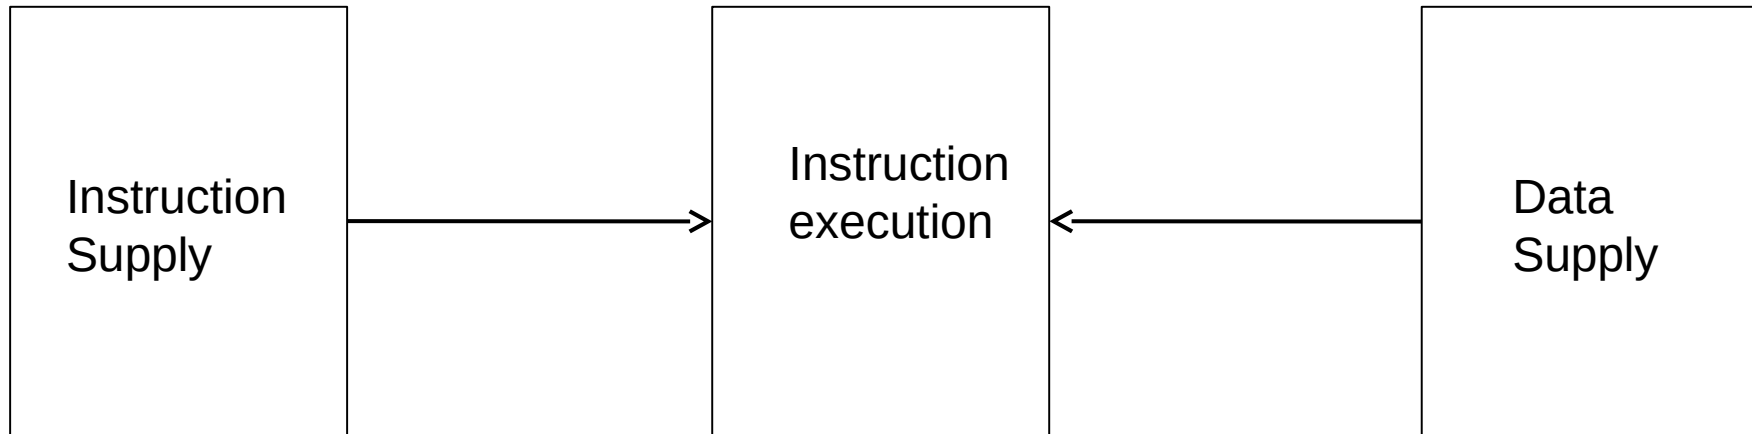 Instruction
Supply
Instruction
execution
Data
Supply